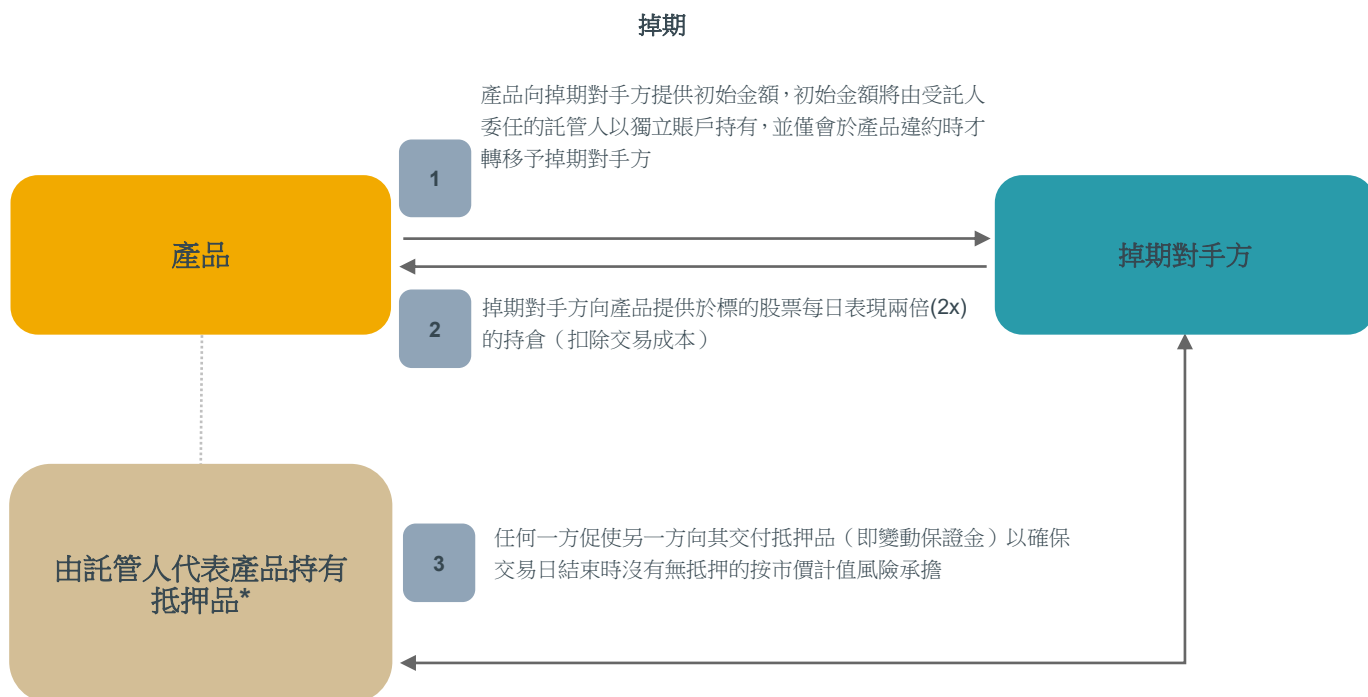 掉期
產品向掉期對手方提供初始金額，初始金額將由受託人
委任的託管人以獨立賬戶持有，並僅會於產品違約時才
轉移予掉期對手方
1
產品
掉期對手方
2
掉期對手方向產品提供於標的股票每日表現兩倍(2x)
的持倉（扣除交易成本）
由託管人代表產品持有
抵押品*
3
任何一方促使另一方向其交付抵押品（即變動保證金）以確保
交易日結束時沒有無抵押的按市價計值風險承擔